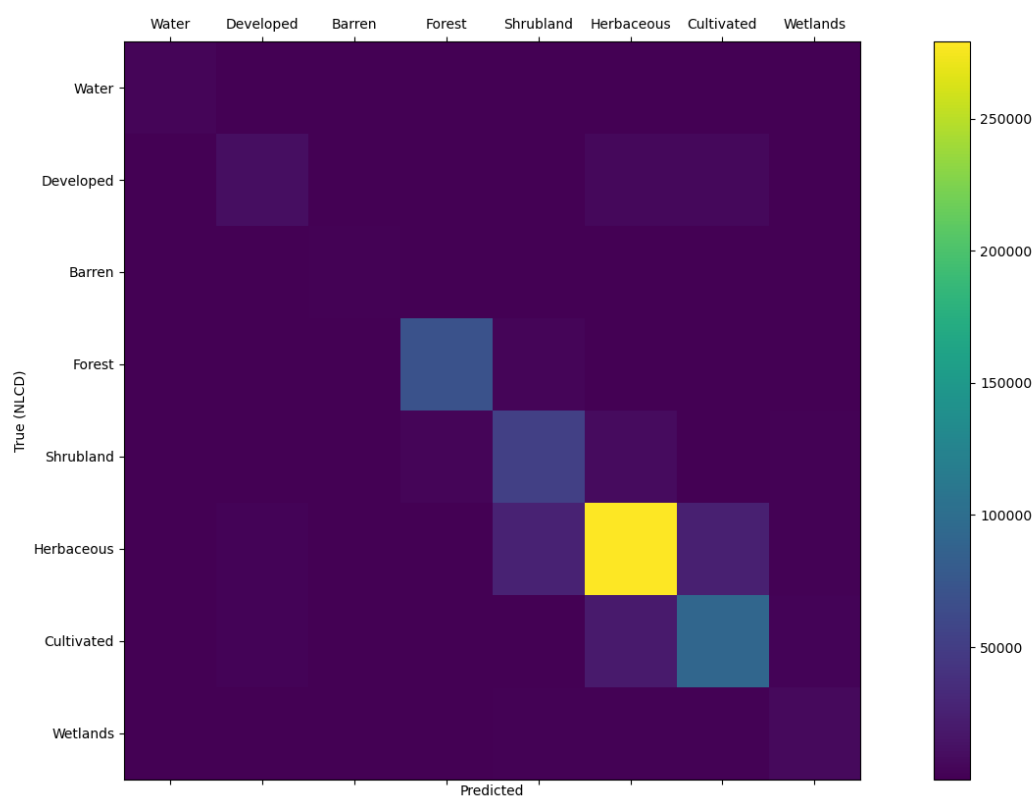 Water Developed Barren Forest Shrubland Herbaceous Cultivated Wetlands
Water
Developed
Barren
Forest
Shrubland
Herbaceous
Cultivated
Wetlands
True (NLCD)
Predicted
250000
200000
150000
100000
50000